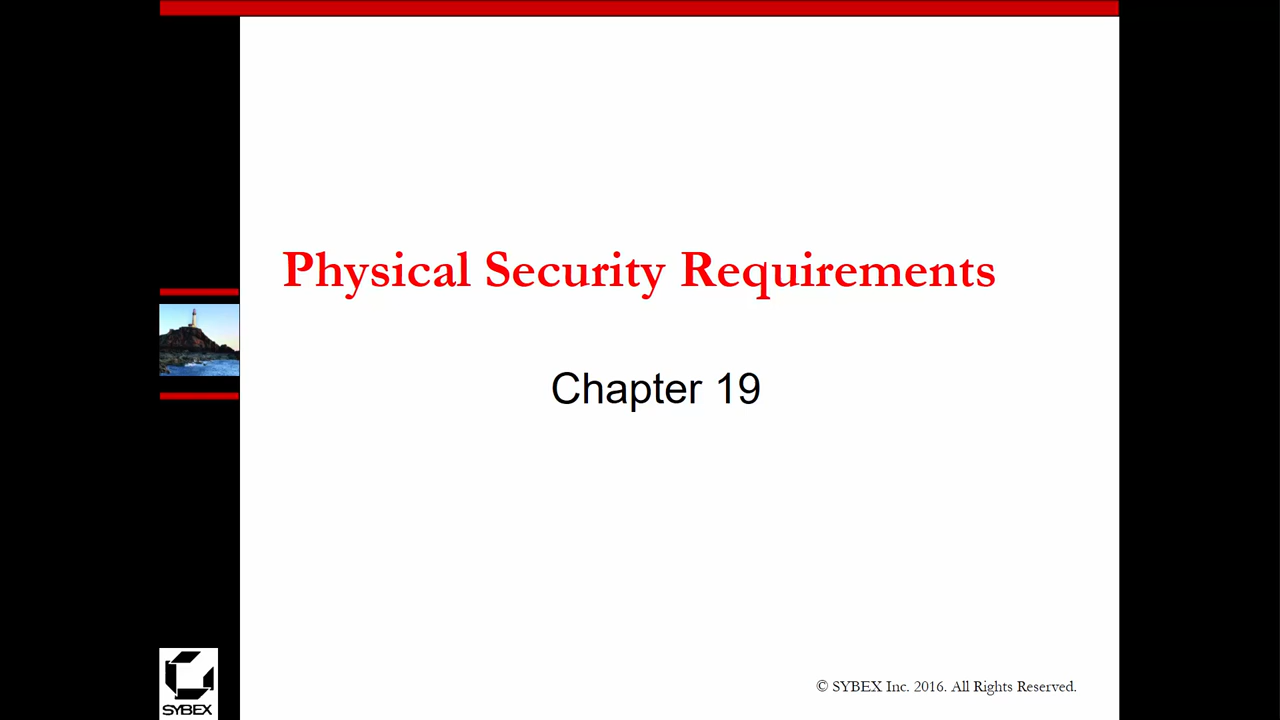 Physical Security Requirements
Chapter 19
© SYBEX Inc. 2016. All Rights Reserved.
SYBEX